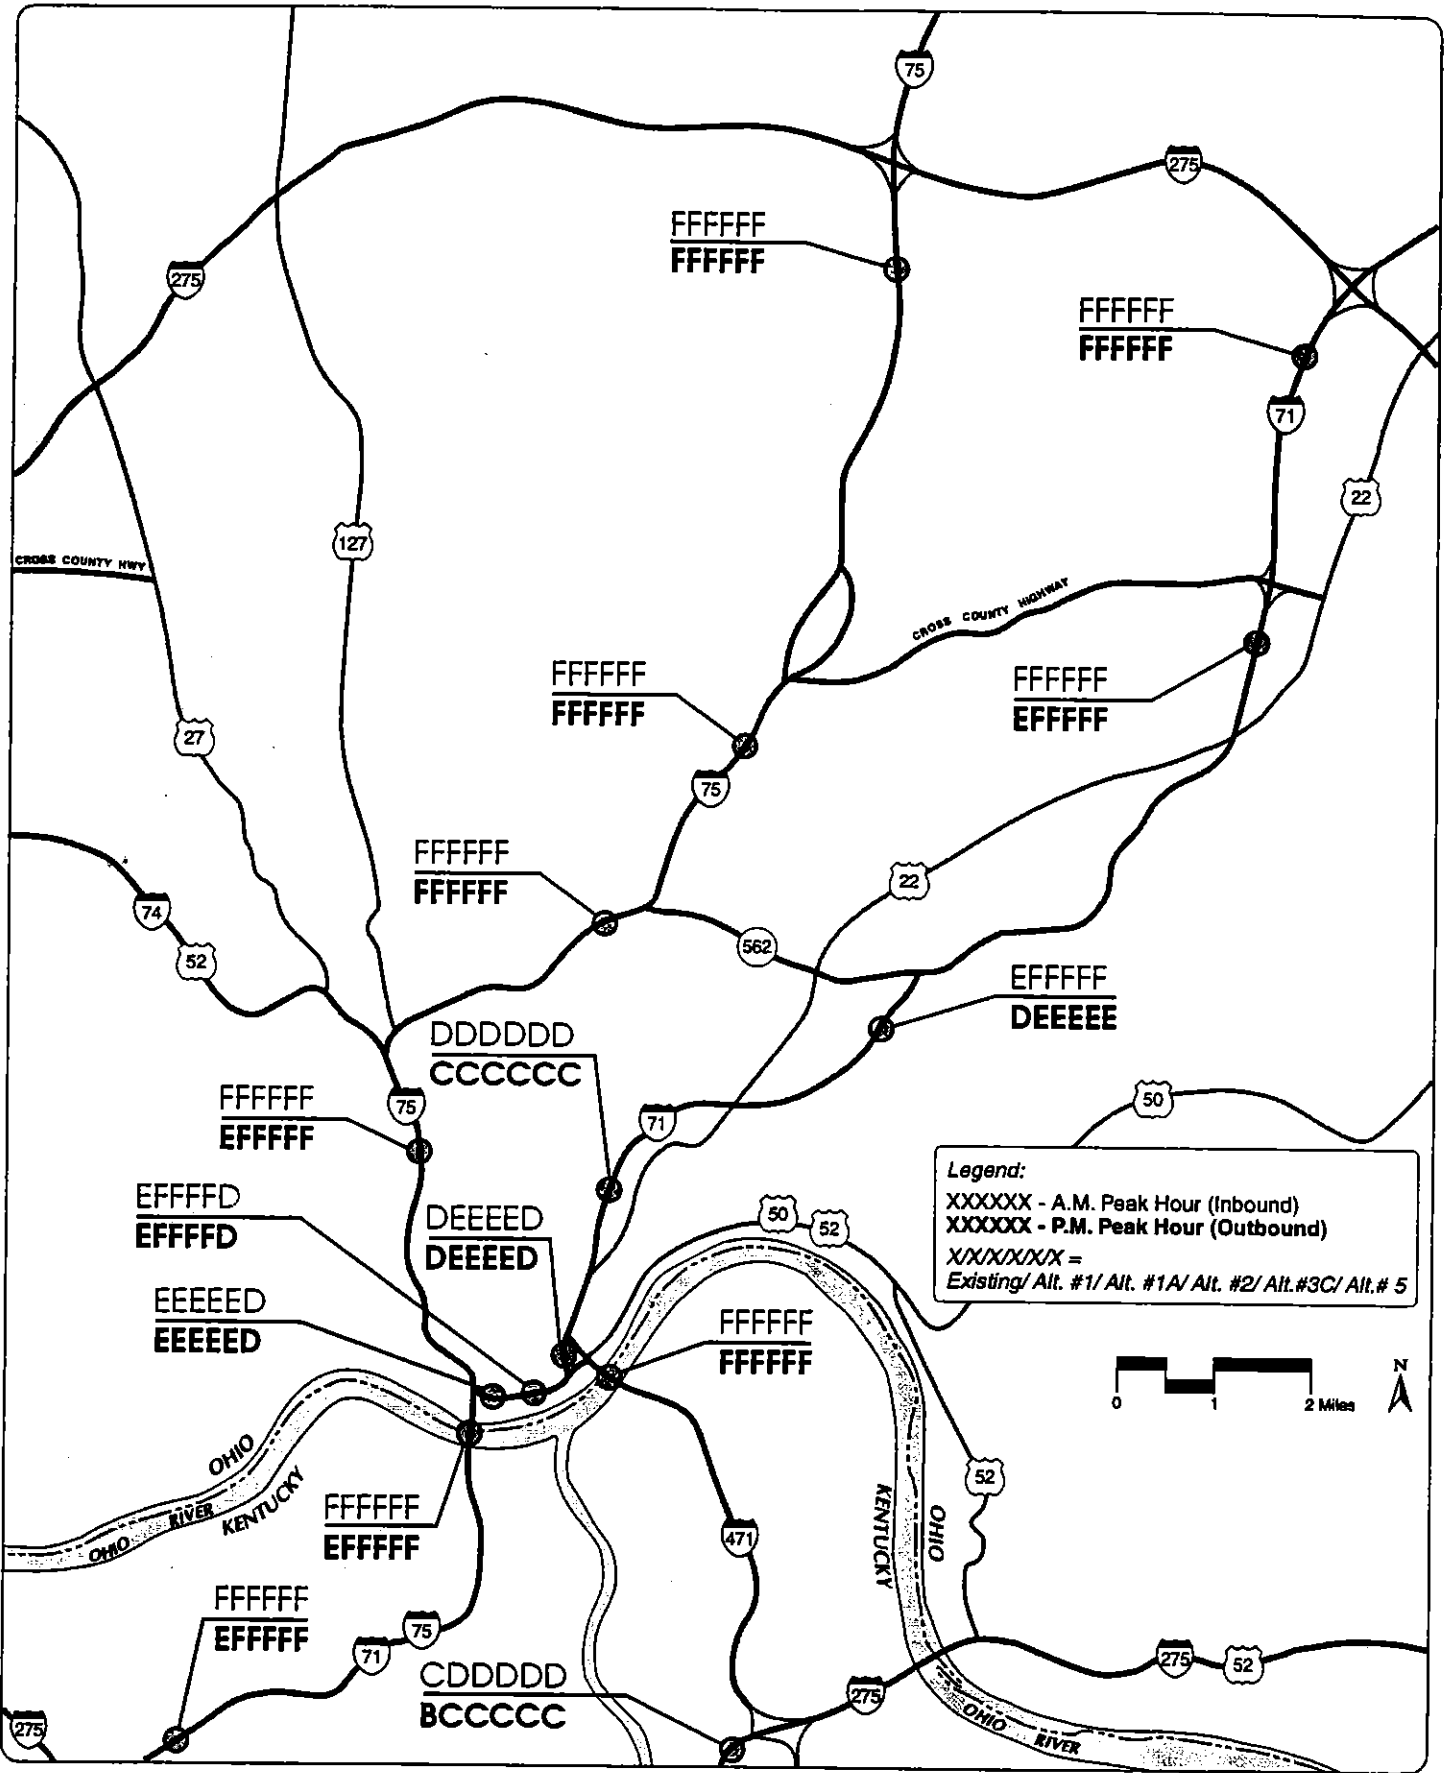 75
275
FFFFFF
FFFFFF
275
FFFFFF
FFFFFF
71
22
127
CROSS COUNTY HWY
CROSS COUNTY HIGHWAY
FFFFFF
FFFFFF
FFFFFF
EFFFFF
27
75
FFFFFF
FFFFFF
22
74
562
52
EFFFFF
DEEEEE
DDDDDD
CCCCCC
75
50
FFFFFF
EFFFFF
71
Legend:
XXXXXX - A.M. Peak Hour (Inbound)
XXXXXX - P.M. Peak Hour (Outbound)
X/X/X/X/X/X =
Existing/ Alt. #1/ Alt. #1A/ Alt. #2/ Alt.#3C/ Alt.# 5
EFFFFD
EFFFFD
DEEEED
DEEEED
50
52
EEEEED
EEEEED
FFFFFF
FFFFFF
N
0 1 2 Miles
OHIO
KENTUCKY
OHIO RIVER
52
FFFFFF
EFFFFF
471
KENTUCKY
OHIO
FFFFFF
EFFFFF
75
71
275
52
CDDDDD
BCCCCC
275
275
OHIO RIVER